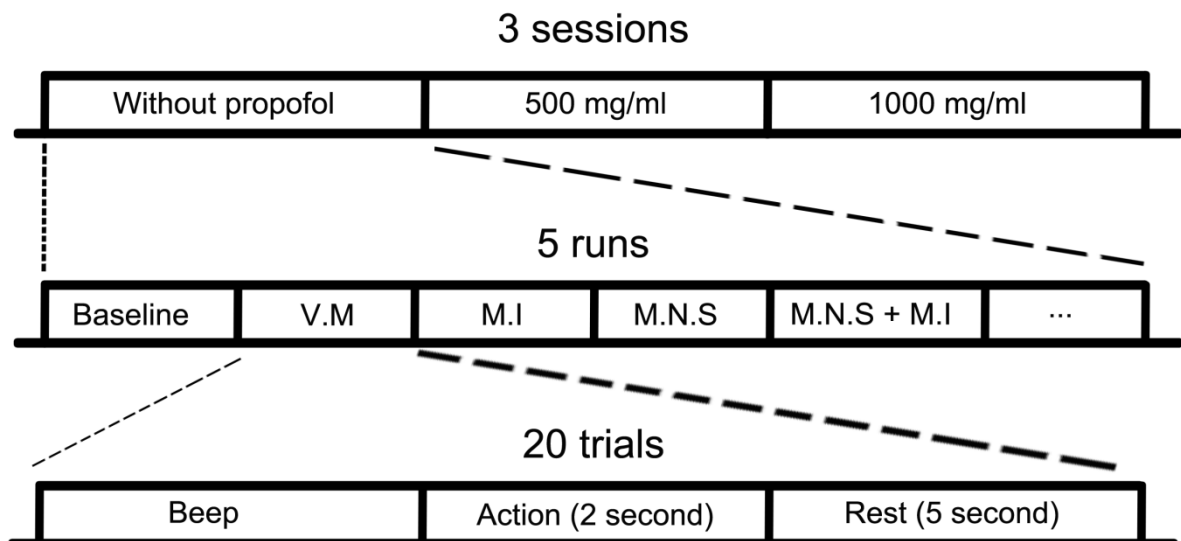 3 sessions
Without propofol 500 mg/ml 1000 mg/ml
5 runs
Baseline V.M M.I M.N.S M.N.S + M.I ...
20 trials
Beep Action (2 second) Rest (5 second)